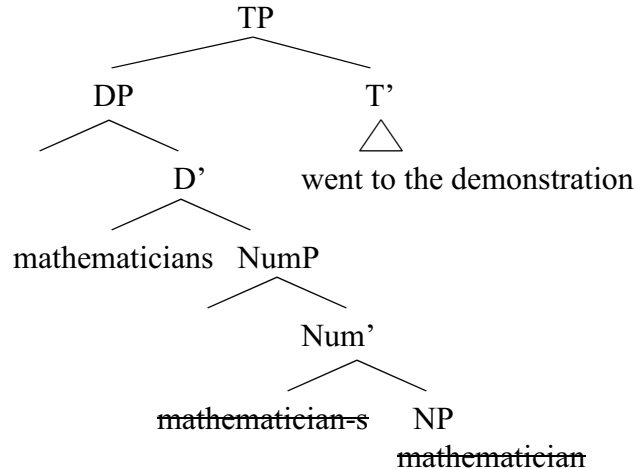 TP
DP T’
D’ went to the demonstration
mathematicians NumP
Num’
mathematician-s NP
mathematician